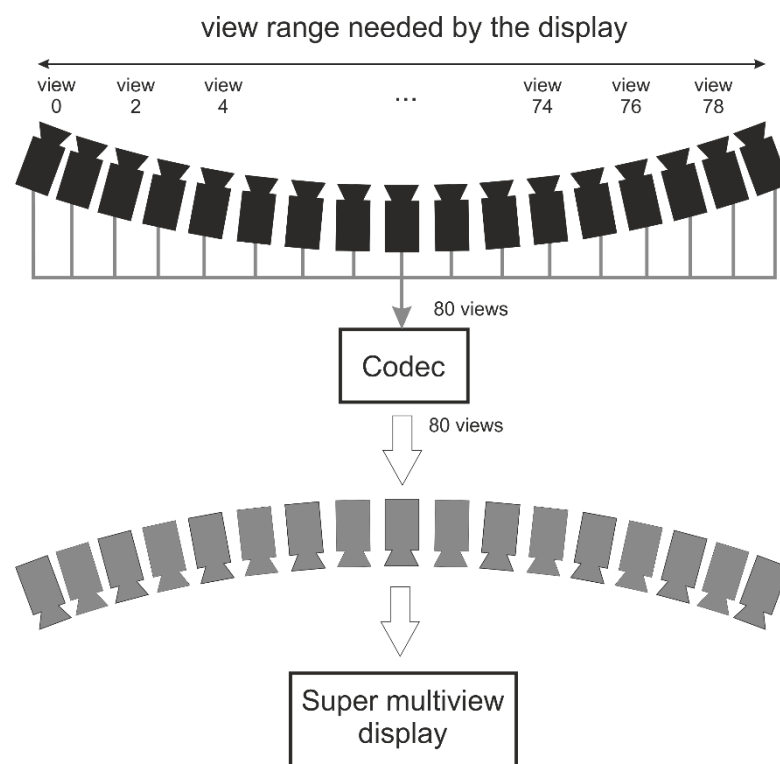 view range needed by the display
view view view view view view
0 2 4 ... 74 76 78
80 views
Codec
80 views
Super multiview
display